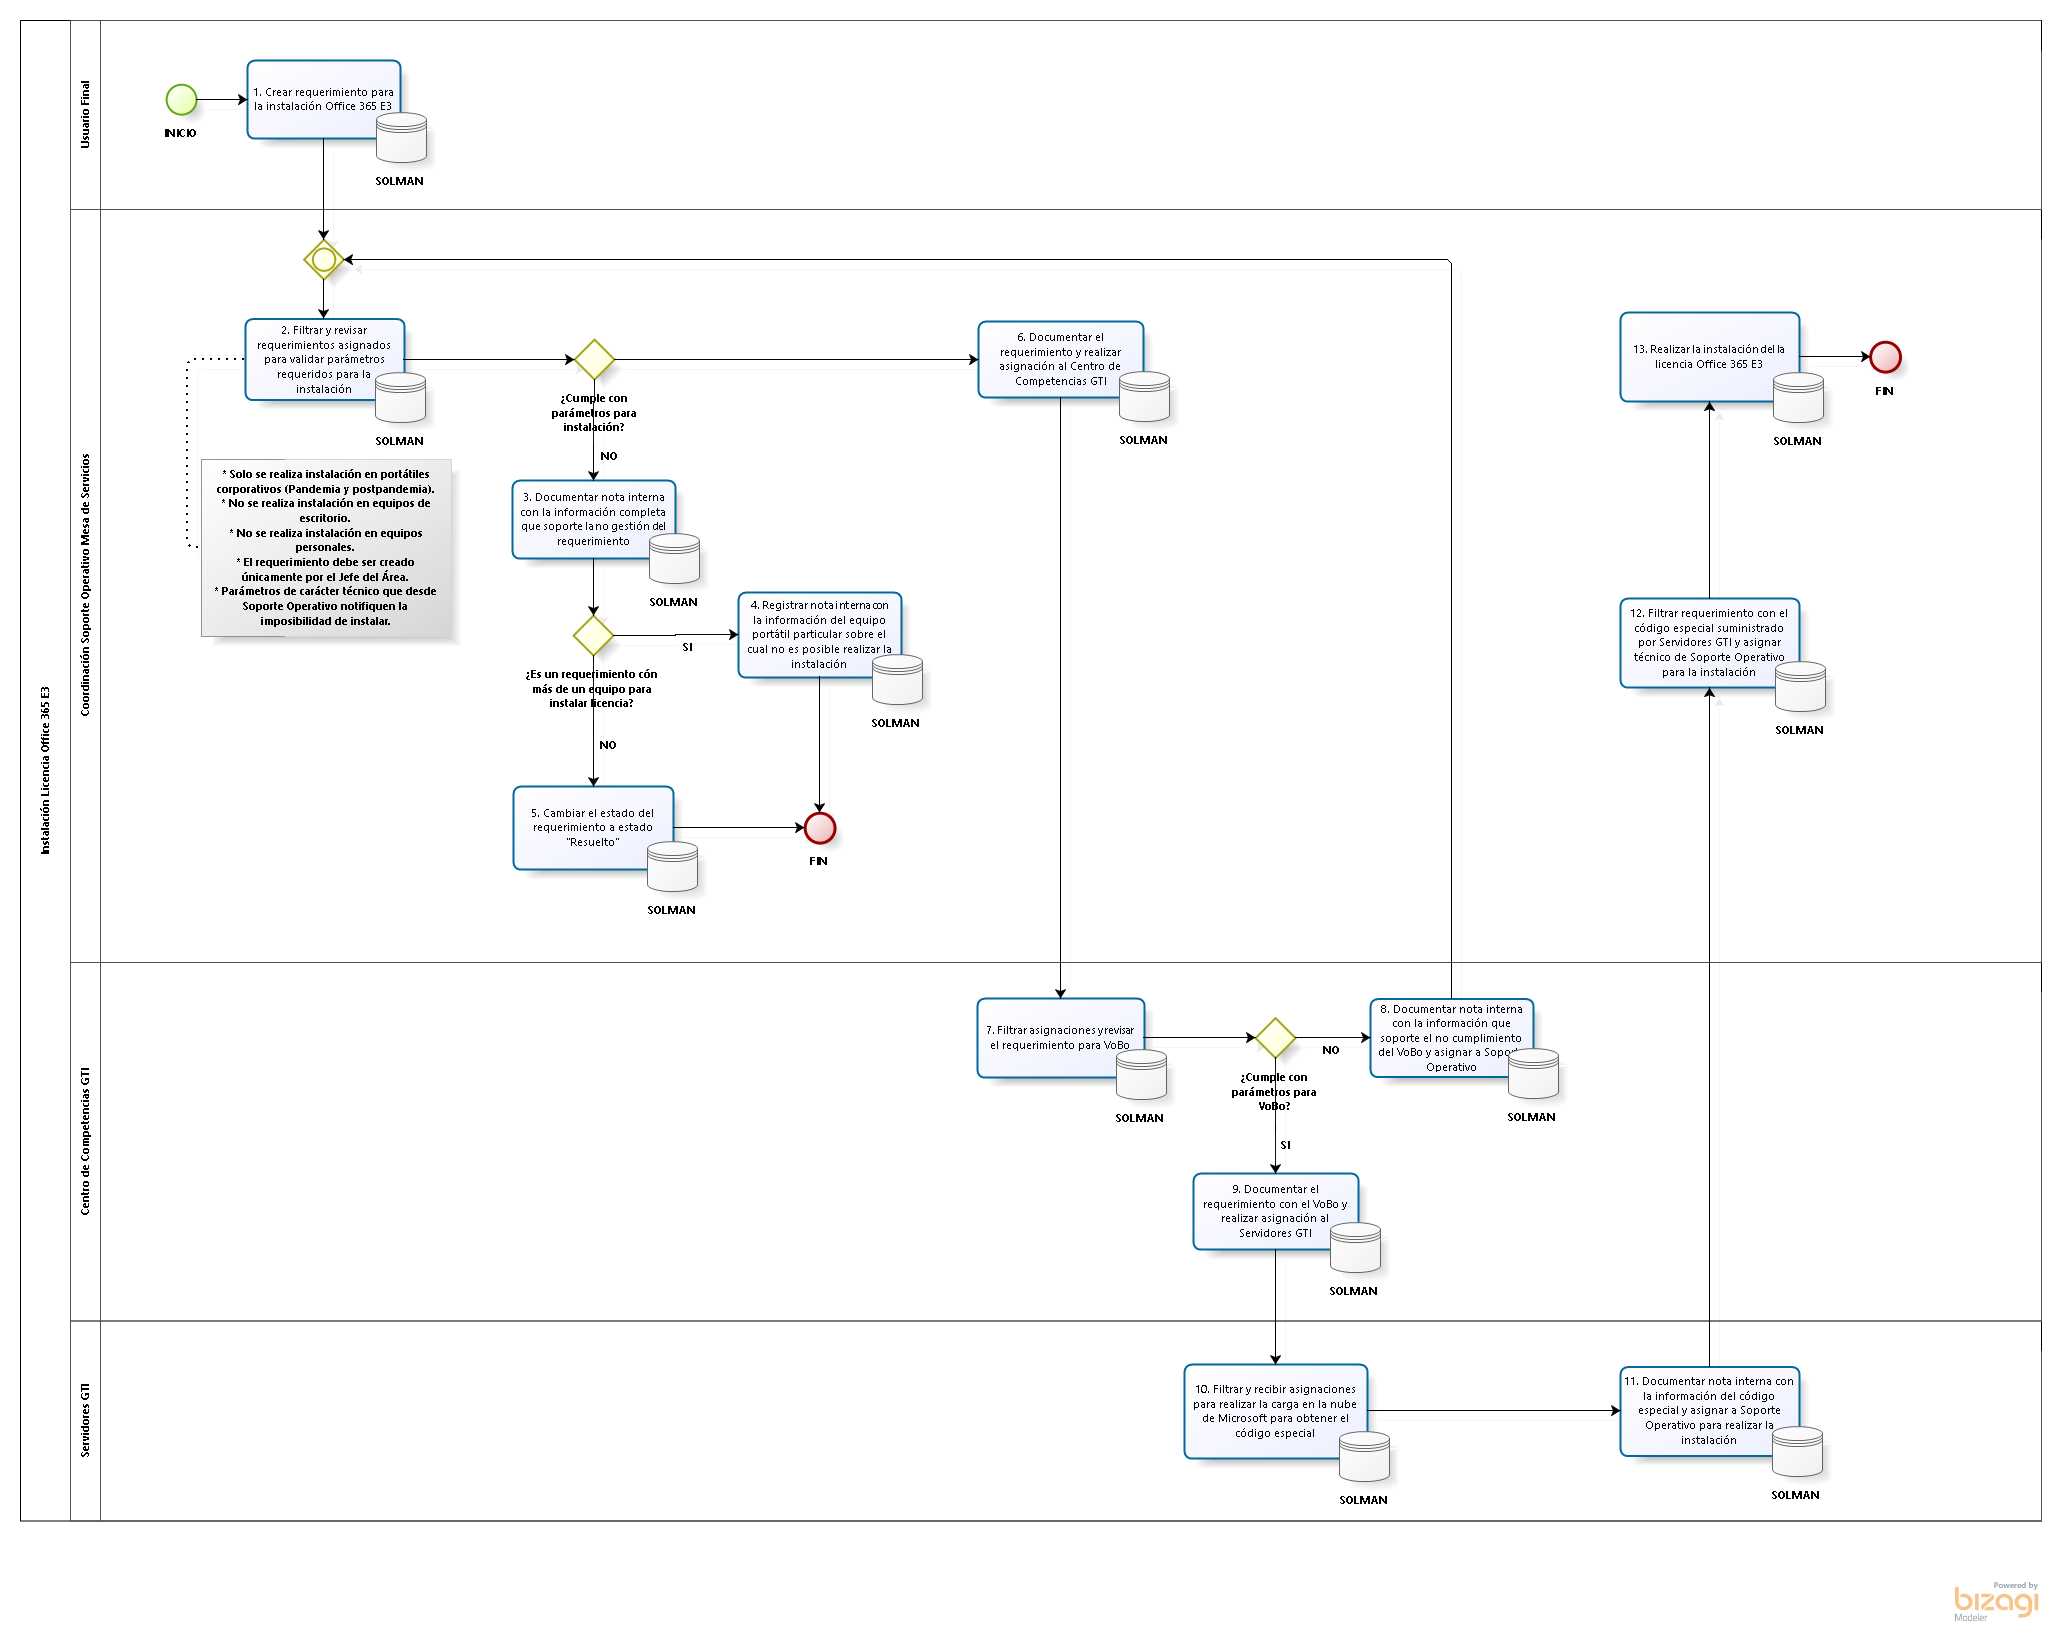 Instalación Licencia Office 365 E3
Usuario Final
INICIO
1. Crear requerimiento para
la instalación Office 365 E3
SOLMAN
Coordinación Soporte Operativo Mesa de Servicios
2. Filtrar y revisar
requerimientos asignados
para validar parámetros
requeridos para la
instalación
SOLMAN
* Solo se realiza instalación en portátiles
corporativos (Pandemia y postpandemia).
* No se realiza instalación en equipos de
escritorio.
* No se realiza instalación en equipos
personales.
* El requerimiento debe ser creado
únicamente por el Jefe del Área.
* Parámetros de carácter técnico que desde
Soporte Operativo notifiquen la
imposibilidad de instalar.
¿Cumple con
parámetros para
instalación?
NO
3. Documentar nota interna
con la información completa
que soporte la no gestión del
requerimiento
SOLMAN
¿Es un requerimiento cón
más de un equipo para
instalar licencia?
SI
4. Registrar nota interna con
la información del equipo
portátil particular sobre el
cual no es posible realizar la
instalación
SOLMAN
NO
5. Cambiar el estado del
requerimiento a estado
"Resuelto"
SOLMAN
FIN
6. Documentar el
requerimiento y realizar
asignación al Centro de
Competencias GTI
SOLMAN
13. Realizar la instalación del la
licencia Office 365 E3
SOLMAN
FIN
12. Filtrar requerimiento con el
código especial suministrado
por Servidores GTI y asignar
técnico de Soporte Operativo
para la instalación
SOLMAN
Centro de Competencias GTI
7. Filtrar asignaciones y revisar
el requerimiento para VoBo
SOLMAN
¿Cumple con
parámetros para
VoBo?
NO
8. Documentar nota interna
con la información que
soporte el no cumplimiento
del VoBo y asignar a Soporte
Operativo
SOLMAN
SI
9. Documentar el
requerimiento con el VoBo y
realizar asignación al
Servidores GTI
SOLMAN
Servidores GTI
10. Filtrar y recibir asignaciones
para realizar la carga en la nube
de Microsoft para obtener el
código especial
SOLMAN
11. Documentar nota interna con
la información del código
especial y asignar a Soporte
Operativo para realizar la
instalación
SOLMAN
Powered by
bizagi
Modeler